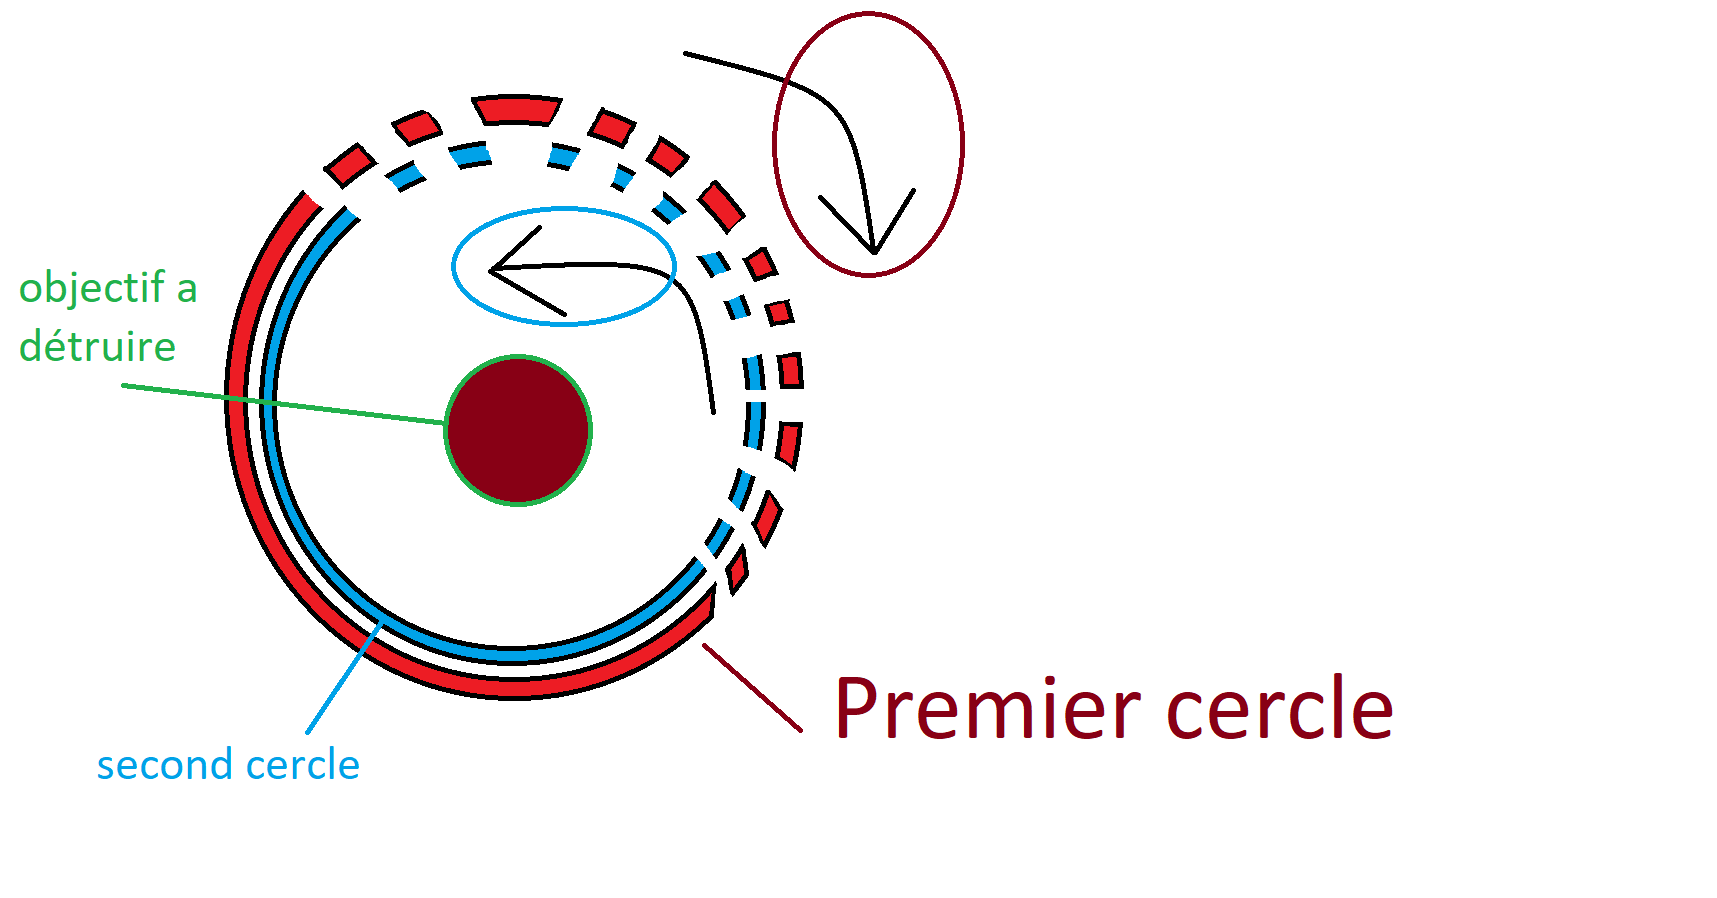 objectif a
détruire
Premier cercle
second cercle